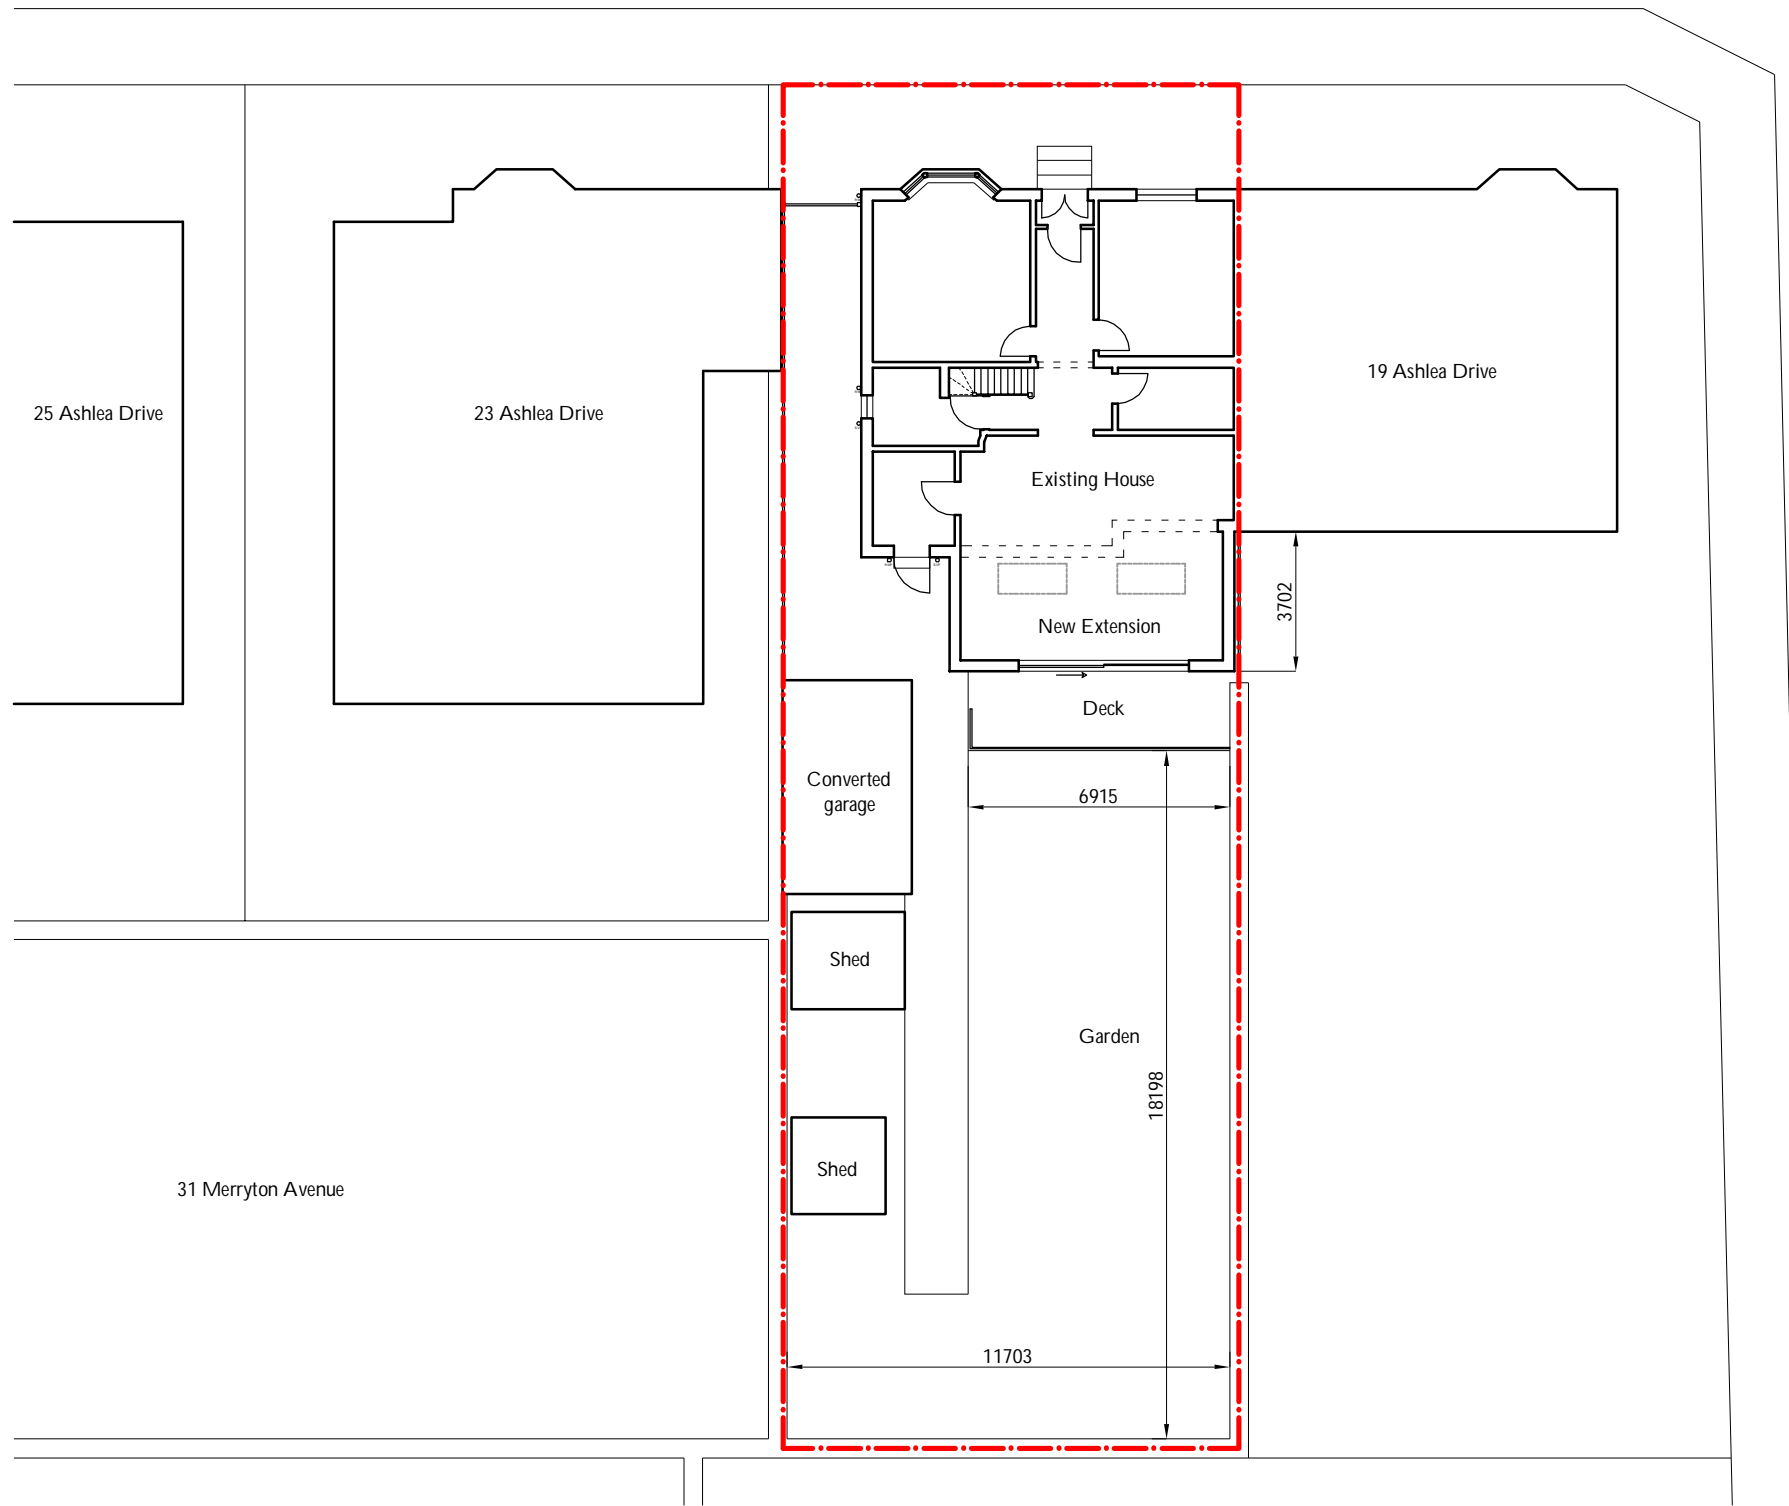 25 Ashlea Drive
23 Ashlea Drive
19 Ashlea Drive
Existing House
New Extension
3702
Deck
Converted
garage
6915
Shed
Garden
18198
Shed
31 Merryton Avenue
11703